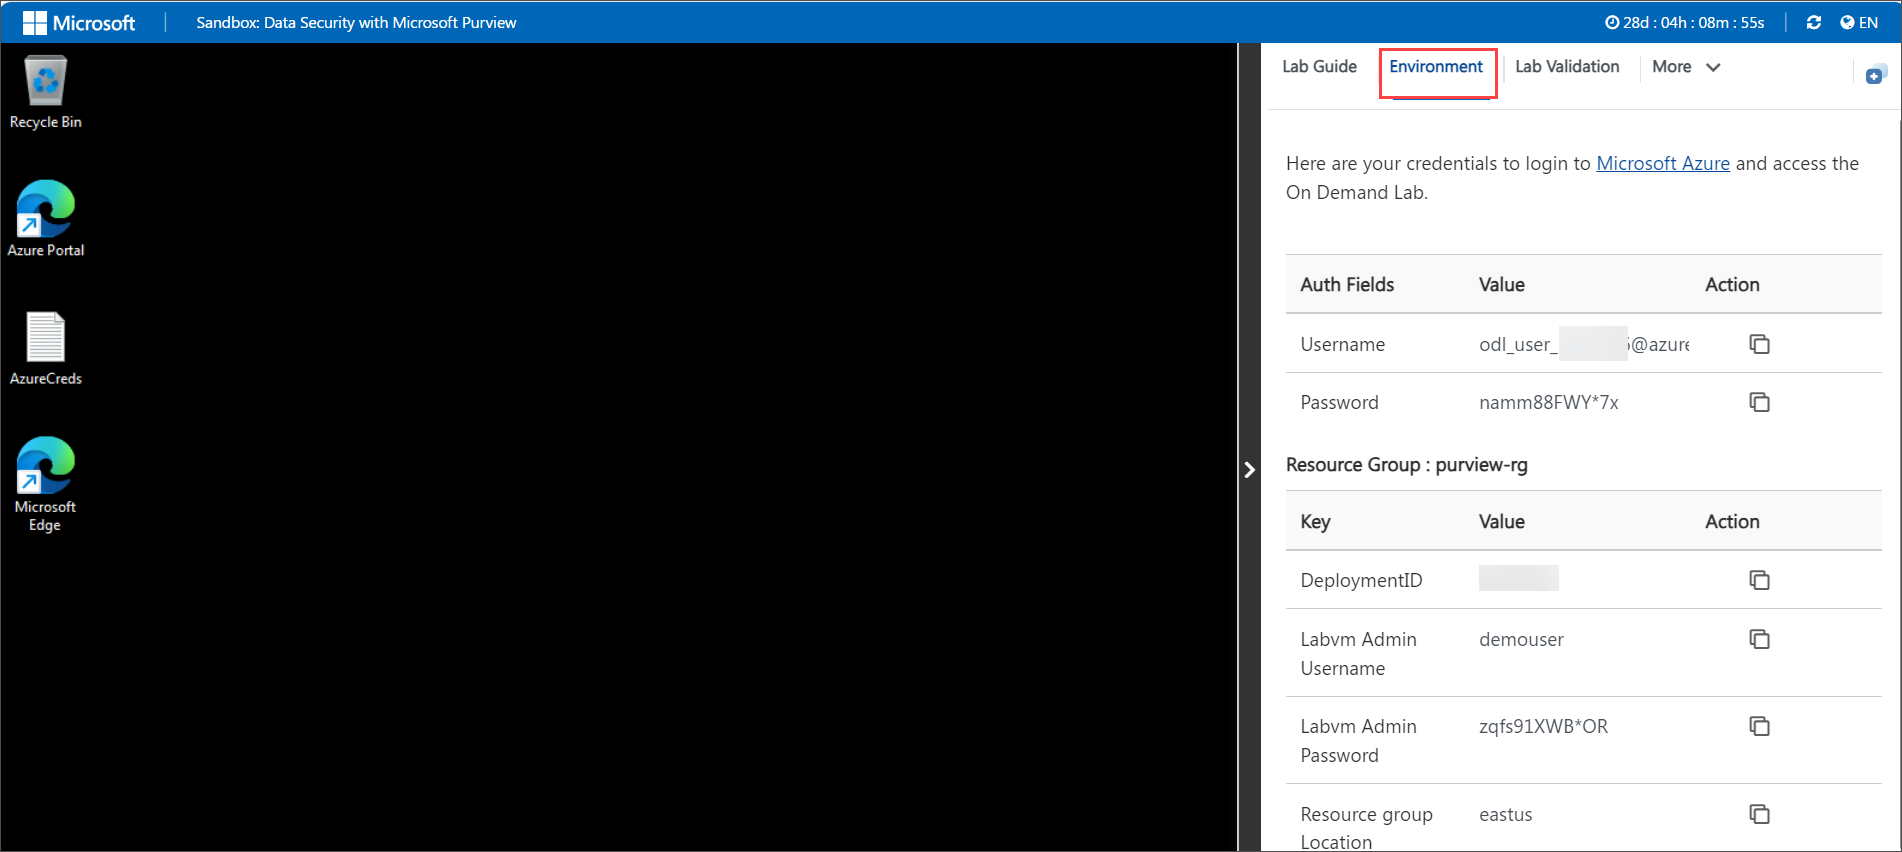 Microsoft
Sandbox: Data Security with Microsoft Purview
28d : 04h : 08m : 55s
EN
Recycle Bin
Azure Portal
AzureCreds
Microsoft
Edge
Lab Guide
Environment
Lab Validation
More
Here are your credentials to login to Microsoft Azure and access the
On Demand Lab.
Auth Fields Value Action
Username odl_user_ @azure
Password namm88FWY*7x
Resource Group : purview-rg
Key Value Action
DeploymentID
Labvm Admin demouser
Username
Labvm Admin zqfs91XWB*OR
Password
Resource group eastus
Location